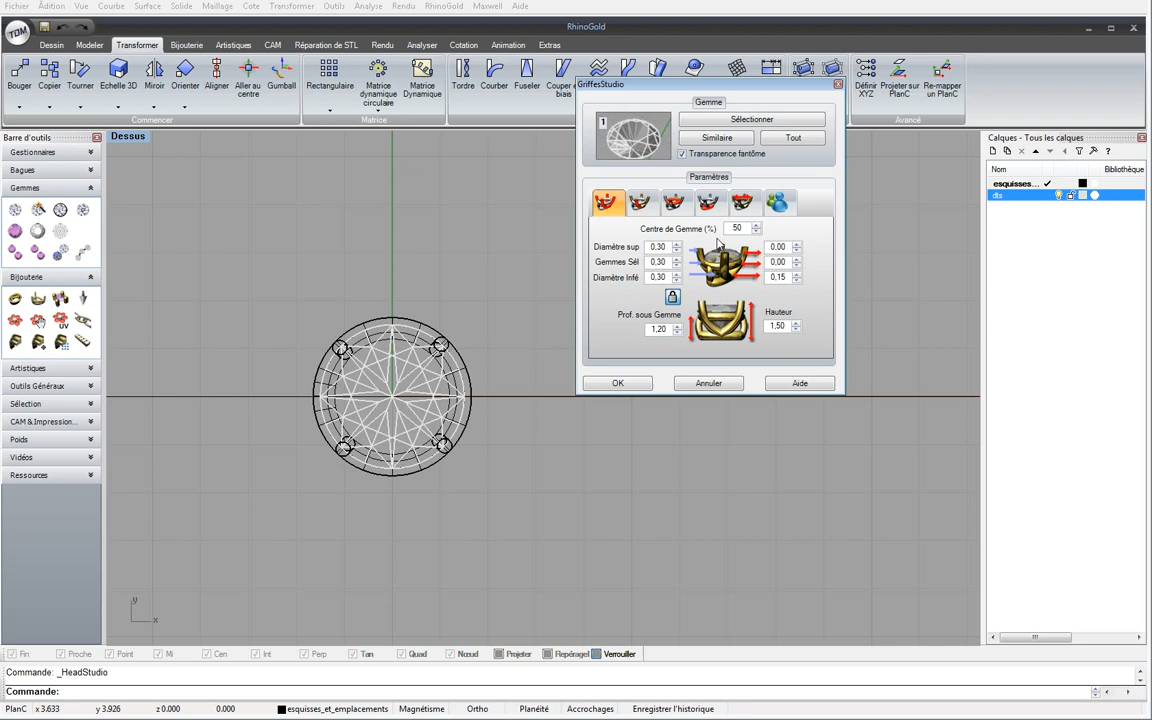 Fichier Ãdition Vue Courbe Surface Solide Maillage Cote Transformer Outils Analyse Rendu RhinoGold Maxwell Aide
TDM
RhinoGold
Dessin Modeler Transformer Bijouterie Artistiques CAM Réparation de STL Rendu Analyser Cotation Animation Extras
Bouger Copier Tourner Echelle 3D Miroir Orienter Aligner Aller au centre Gumball
Rectangulaire Matrice dynamique circulaire Matrice Dynamique
Tordre Courber Fuseler Couper en biais
Définir XYZ Projeter sur PlanC Re-mapper un PlanC
Commencer Matrice Avancé
Barre d'outils
Gestionnaires
Bagues
Gemmes
Bijouterie
UV
Artistiques
Outils Généraux
Sélection
CAM & Impression...
Poids
Vidéos
Ressources
Dessus
y
x
GriffesStudio
Gemme
1
Sélectionner
Similaire Tout
Transparence fantôme
Paramètres
Centre de Gemme (%) 50
Diamètre sup 0,30 0,00
Gemmes Sél 0,30 0,00
Diamètre Infé 0,30 0,15
Prof. sous Gemme
1,20
Hauteur
1,50
OK Annuler Aide
Calques - Tous les calques
Nom Bibliothèque
esquisses...
dts
Fin Proche Point Mi Cen Int Perp Tan Quad Nœud Projeter Repérage Verrouiller
Commande: _HeadStudio
Commande:
PlanC x 3.633 y 3.926 z 0.000 0.000 esquisses_et_emplacements Magnétisme Ortho Planéité Accrochages Enregistrer l'historique